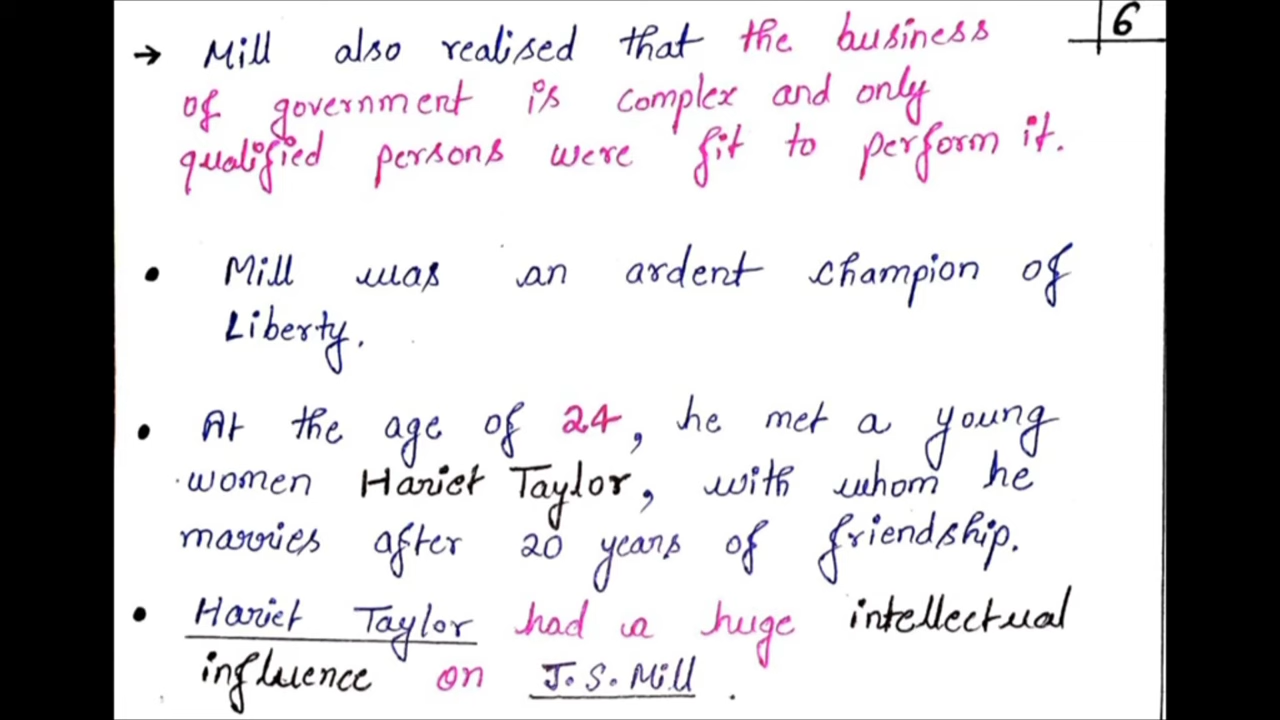 6
→ Mill also realised that the business
of government is complex and only
qualified persons were fit to perform it.
• Mill was an ardent champion of
Liberty.
• At the age of 24, he met a young
women Hariet Taylor, with whom he
marries after 20 years of friendship.
• Hariet Taylor had a huge intellectual
influence on J.S. Mill.